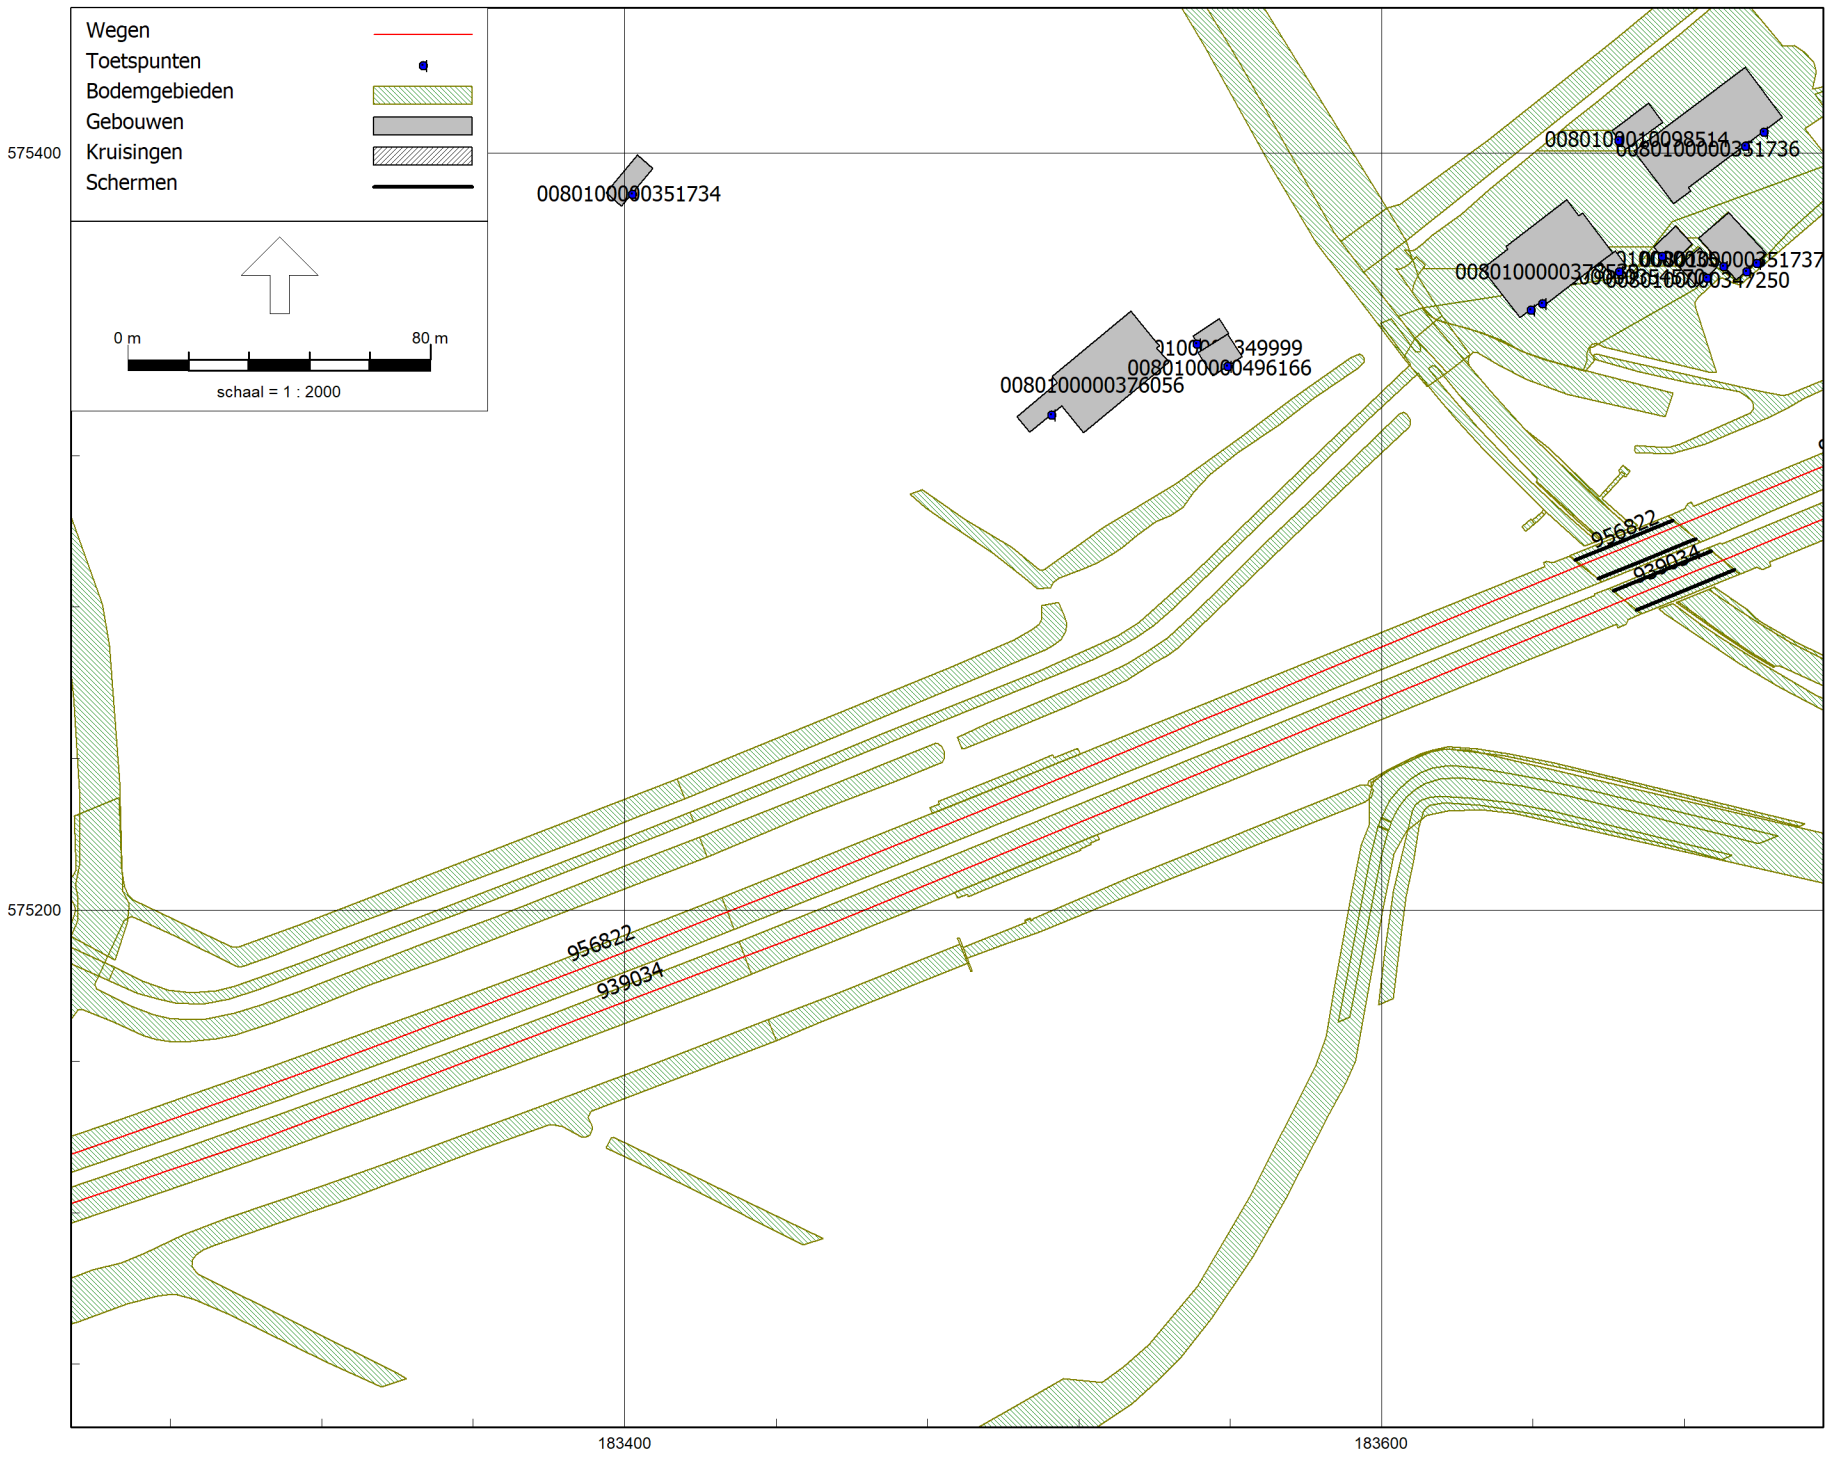 Wegen
Toetspunten
Bodemgebieden
Gebouwen
Kruisingen
Schermen
0 m 80 m
schaal = 1 : 2000
575400
575200
183400 183600
0080100010098514
0080100000351736
0080100000351734
0080100000351737
0080100000347250
0080100000496166
0080100000376056
956822
939034
956822
939034